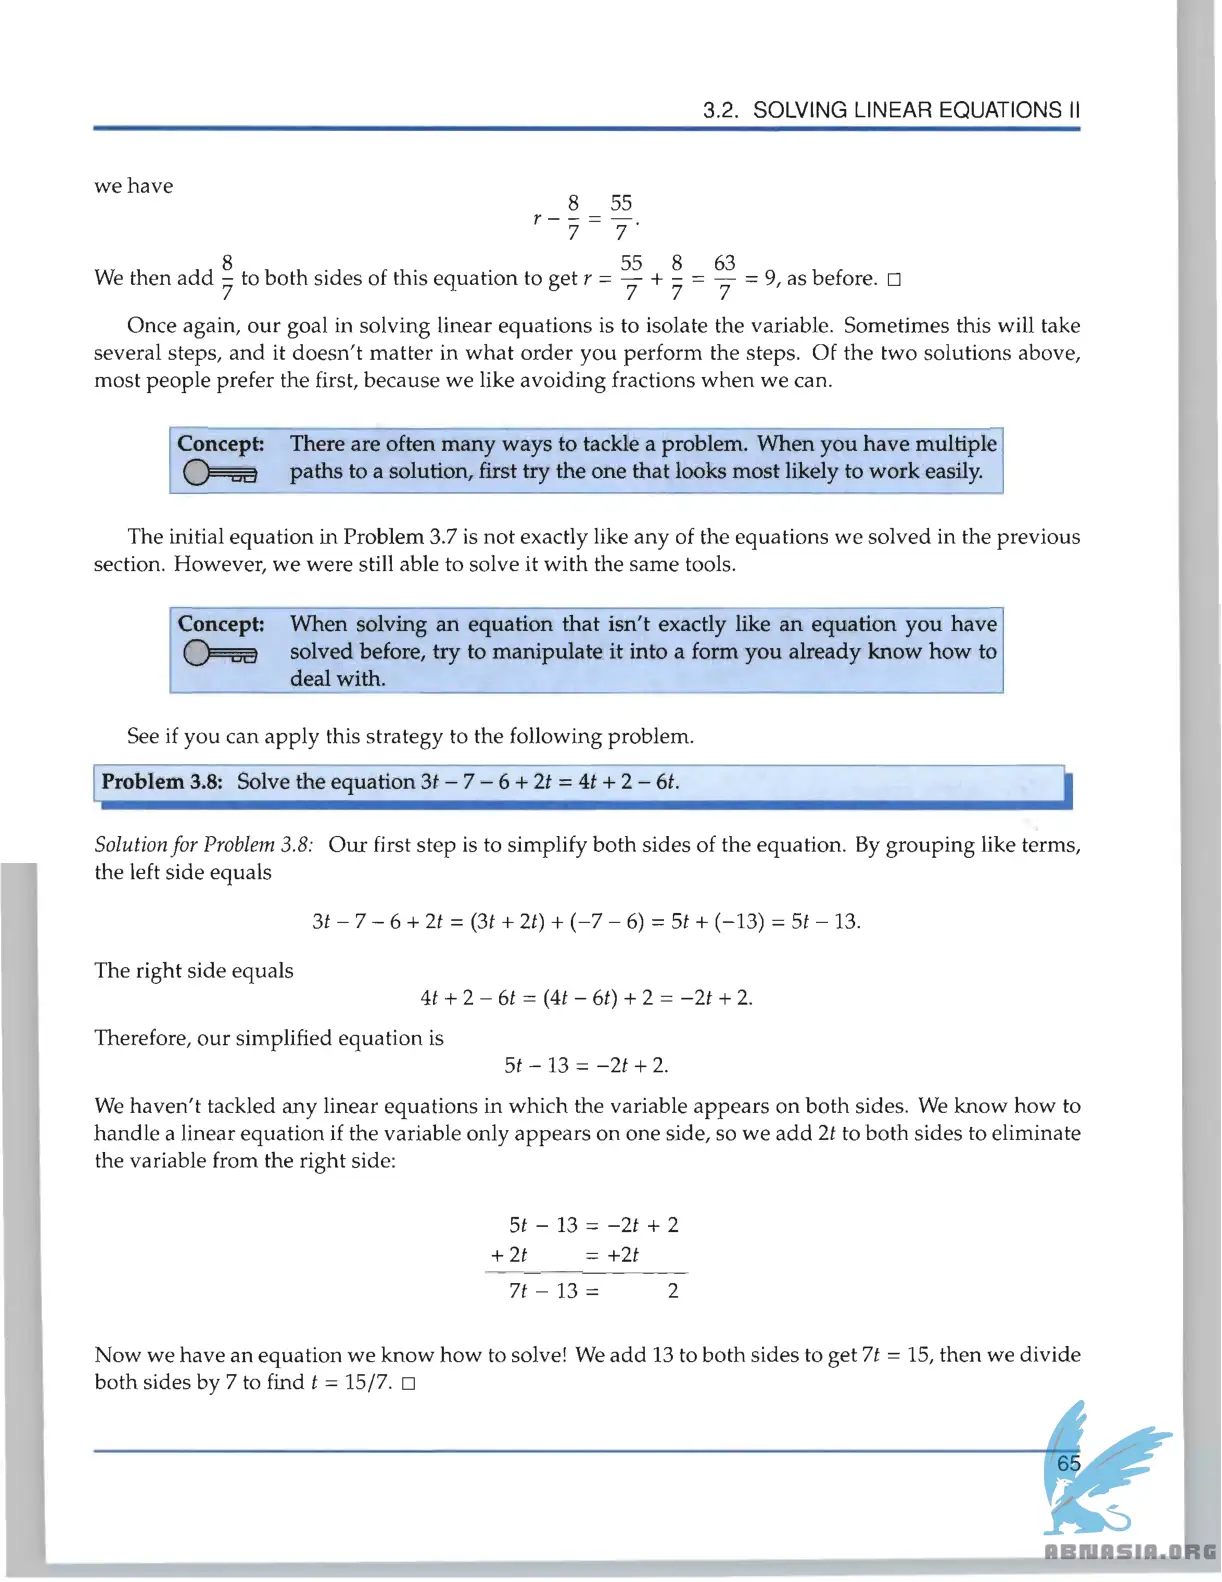 3.2. SOLVING LINEAR EQUATIONS II
we have
r − 8/7 = 55/7.
We then add 8/7 to both sides of this equation to get r = 55/7 + 8/7 = 63/7 = 9, as before. □
Once again, our goal in solving linear equations is to isolate the variable. Sometimes this will take
several steps, and it doesn't matter in what order you perform the steps. Of the two solutions above,
most people prefer the first, because we like avoiding fractions when we can.
Concept: There are often many ways to tackle a problem. When you have multiple
paths to a solution, first try the one that looks most likely to work easily.
The initial equation in Problem 3.7 is not exactly like any of the equations we solved in the previous
section. However, we were still able to solve it with the same tools.
Concept: When solving an equation that isn't exactly like an equation you have
solved before, try to manipulate it into a form you already know how to
deal with.
See if you can apply this strategy to the following problem.
Problem 3.8: Solve the equation 3t − 7 − 6 + 2t = 4t + 2 − 6t.
Solution for Problem 3.8: Our first step is to simplify both sides of the equation. By grouping like terms,
the left side equals
3t − 7 − 6 + 2t = (3t + 2t) + (−7 − 6) = 5t + (−13) = 5t − 13.
The right side equals
4t + 2 − 6t = (4t − 6t) + 2 = −2t + 2.
Therefore, our simplified equation is
5t − 13 = −2t + 2.
We haven't tackled any linear equations in which the variable appears on both sides. We know how to
handle a linear equation if the variable only appears on one side, so we add 2t to both sides to eliminate
the variable from the right side:
5t − 13 = −2t + 2
+ 2t = +2t
7t − 13 = 2
Now we have an equation we know how to solve! We add 13 to both sides to get 7t = 15, then we divide
both sides by 7 to find t = 15/7. □
65
ABNASIA.ORG